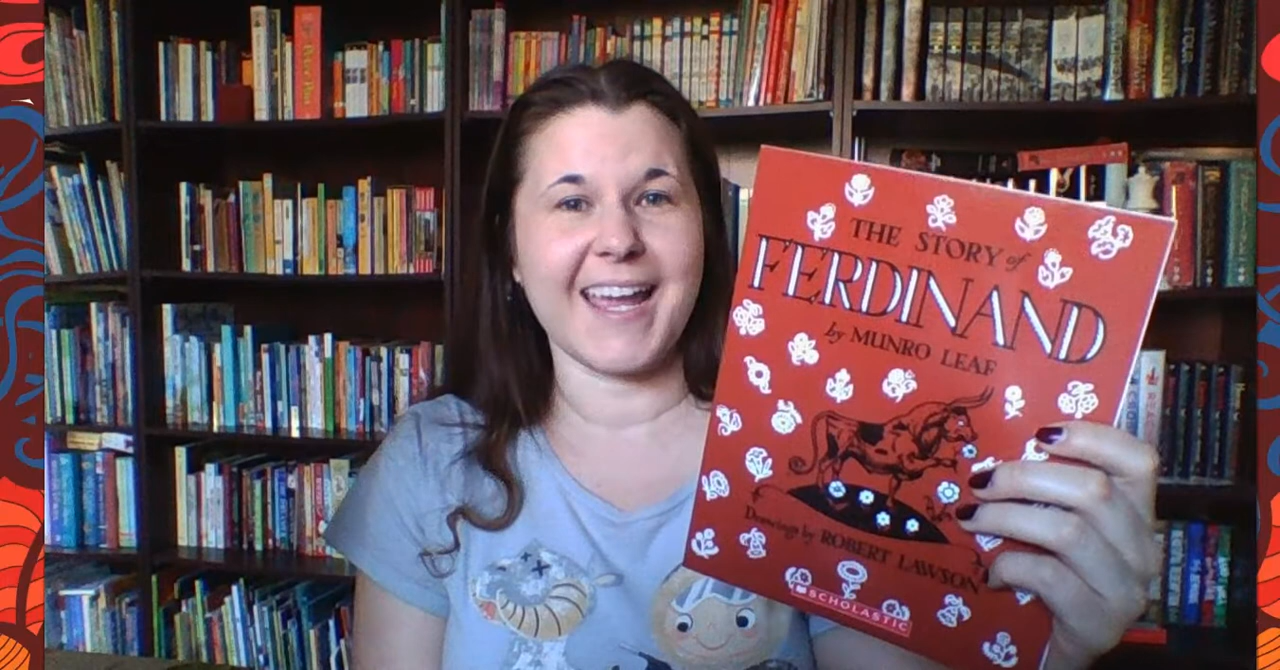 THE STORY of
FERDINAND
by MUNRO LEAF
Drawings by ROBERT LAWSON
SCHOLASTIC